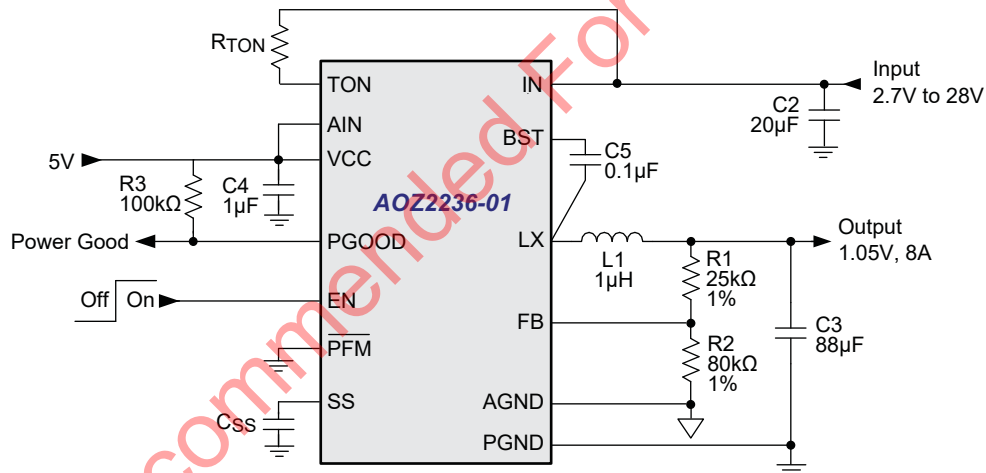 RTON
TON
IN
Input
2.7V to 28V
C2
20µF
AIN
BST
5V
VCC
C5
0.1µF
R3
100kΩ
C4
1µF
AOZ2236-01
Power Good
PGOOD
LX
L1
1µH
Output
1.05V, 8A
R1
25kΩ
1%
Off
On
EN
FB
C3
88µF
PFM
R2
80kΩ
1%
SS
CSS
AGND
PGND
commended For